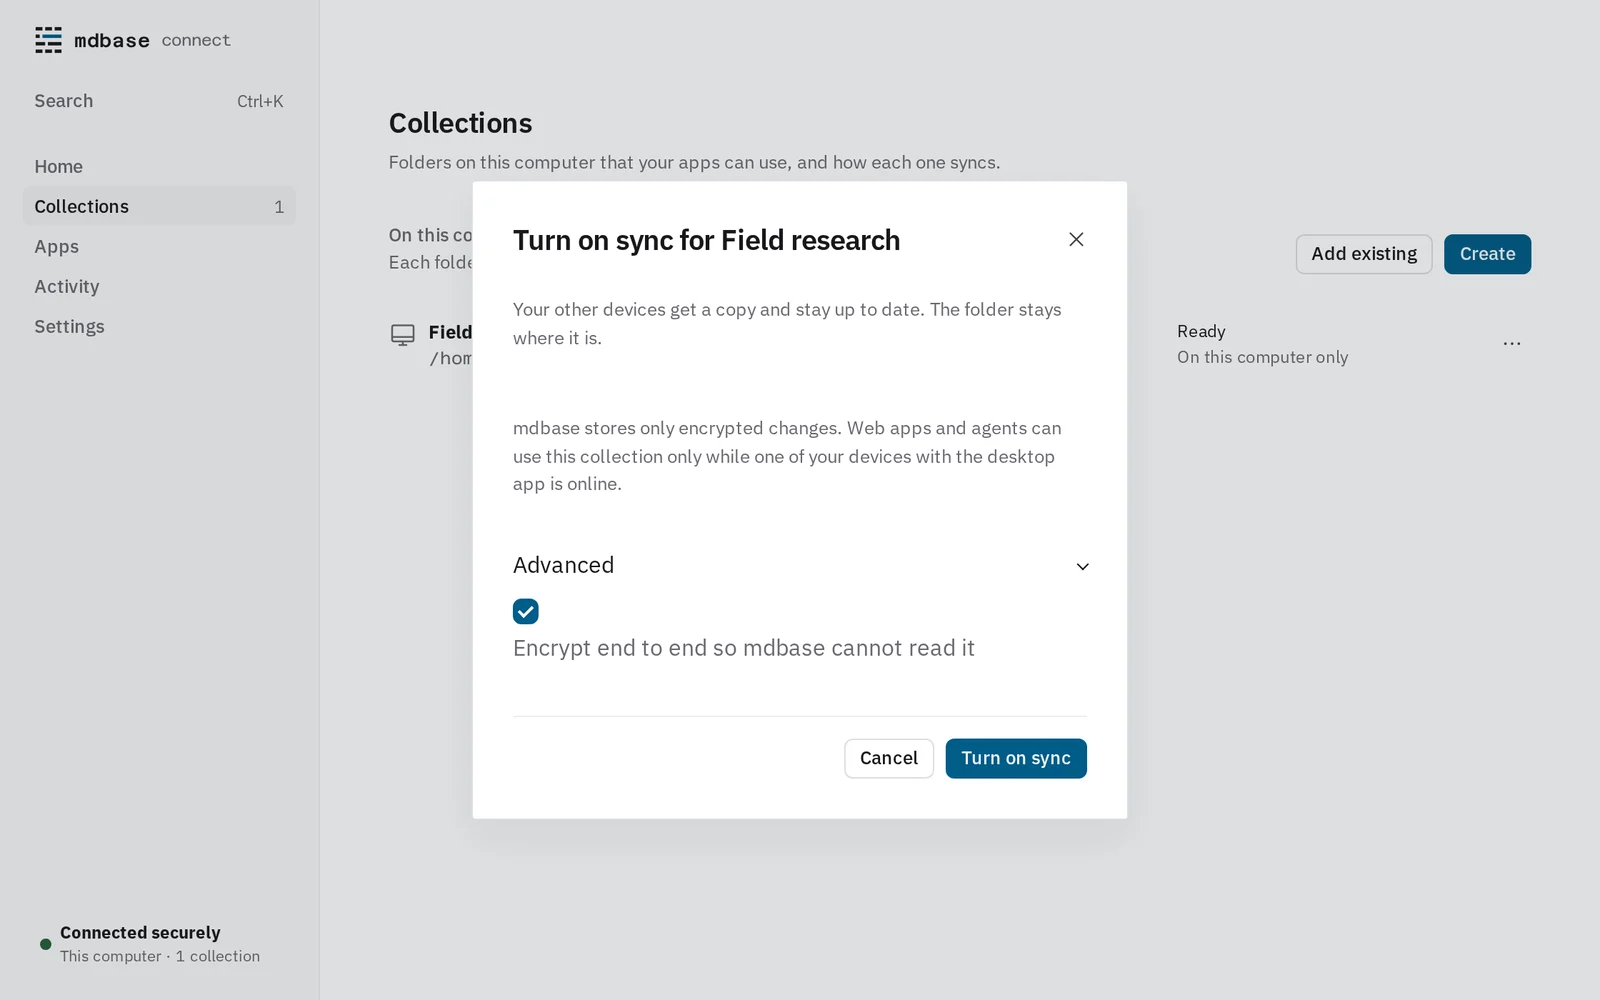 mdbase connect
Search Ctrl+K
Home
Collections 1
Apps
Activity
Settings
Connected securely
This computer · 1 collection
Collections
Folders on this computer that your apps can use, and how each one syncs.
On this co
Each folde
Add existing
Create
Field
/hom
Ready
On this computer only
...
Turn on sync for Field research
Your other devices get a copy and stay up to date. The folder stays
where it is.
mdbase stores only encrypted changes. Web apps and agents can
use this collection only while one of your devices with the desktop
app is online.
Advanced
Encrypt end to end so mdbase cannot read it
Cancel
Turn on sync